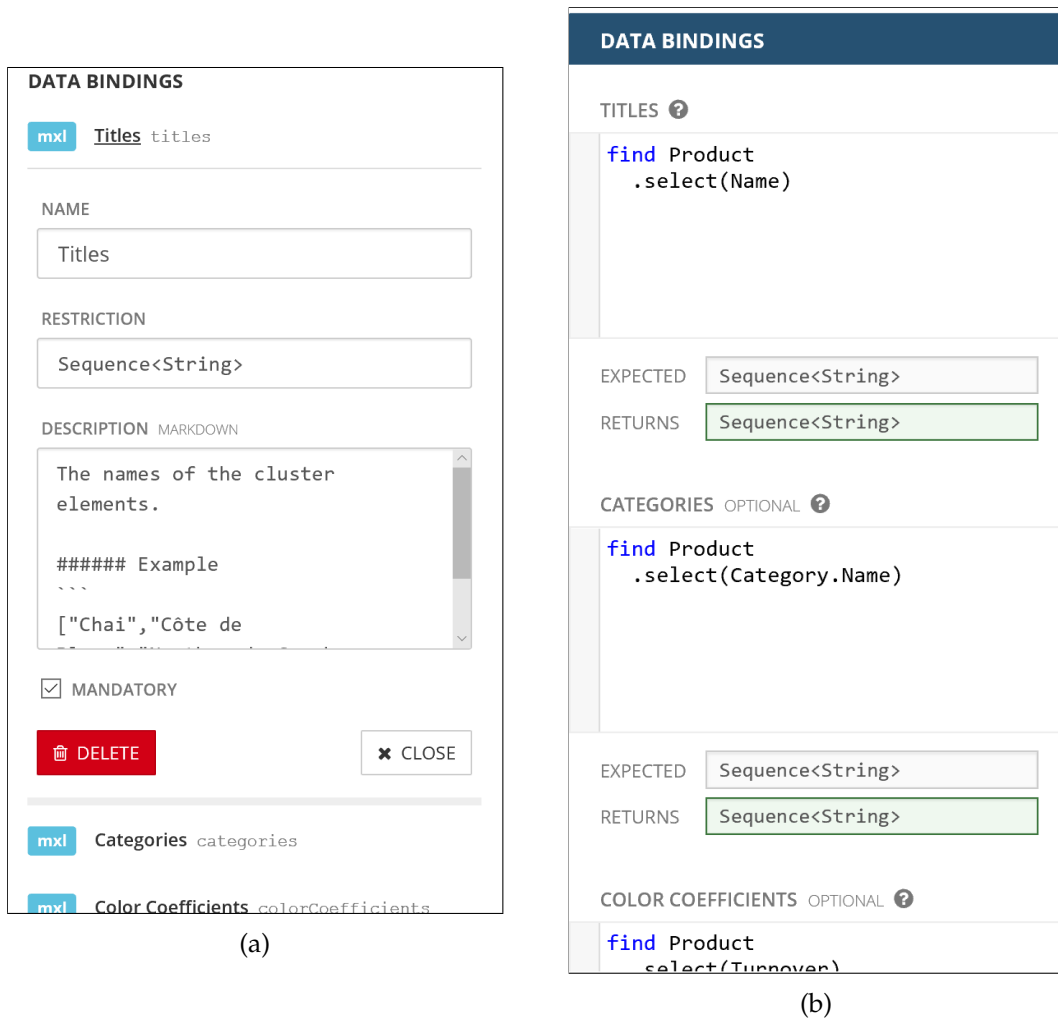 DATA BINDINGS
mxl Titles titles
NAME
Titles
RESTRICTION
Sequence<String>
DESCRIPTION MARKDOWN
The names of the cluster
elements.
###### Example
```
["Chai","Côte de
MANDATORY
DELETE
CLOSE
mxl Categories categories
mxl Color Coefficients colorCoefficients
(a)
DATA BINDINGS
TITLES ?
find Product
.select(Name)
EXPECTED Sequence<String>
RETURNS Sequence<String>
CATEGORIES OPTIONAL ?
find Product
.select(Category.Name)
EXPECTED Sequence<String>
RETURNS Sequence<String>
COLOR COEFFICIENTS OPTIONAL ?
find Product
.select(Turnover)
(b)